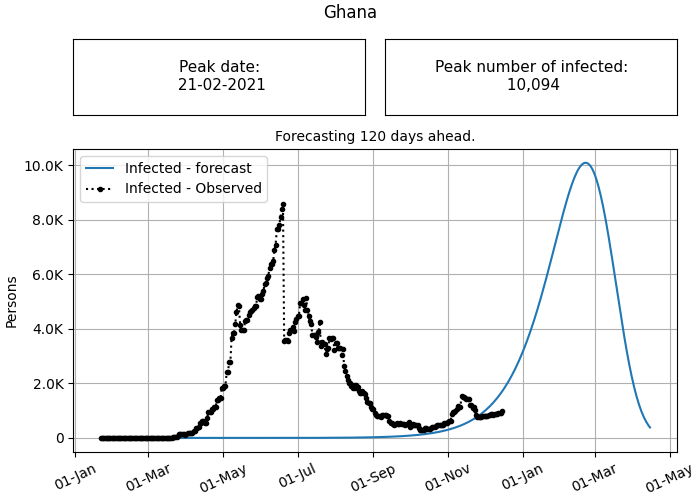 Ghana
Peak date:
21-02-2021
Peak number of infected:
10,094
Forecasting 120 days ahead.
Infected - forecast
Infected - Observed
Persons
10.0K
8.0K
6.0K
4.0K
2.0K
0
01-Jan
01-Mar
01-May
01-Jul
01-Sep
01-Nov
01-Jan
01-Mar
01-May